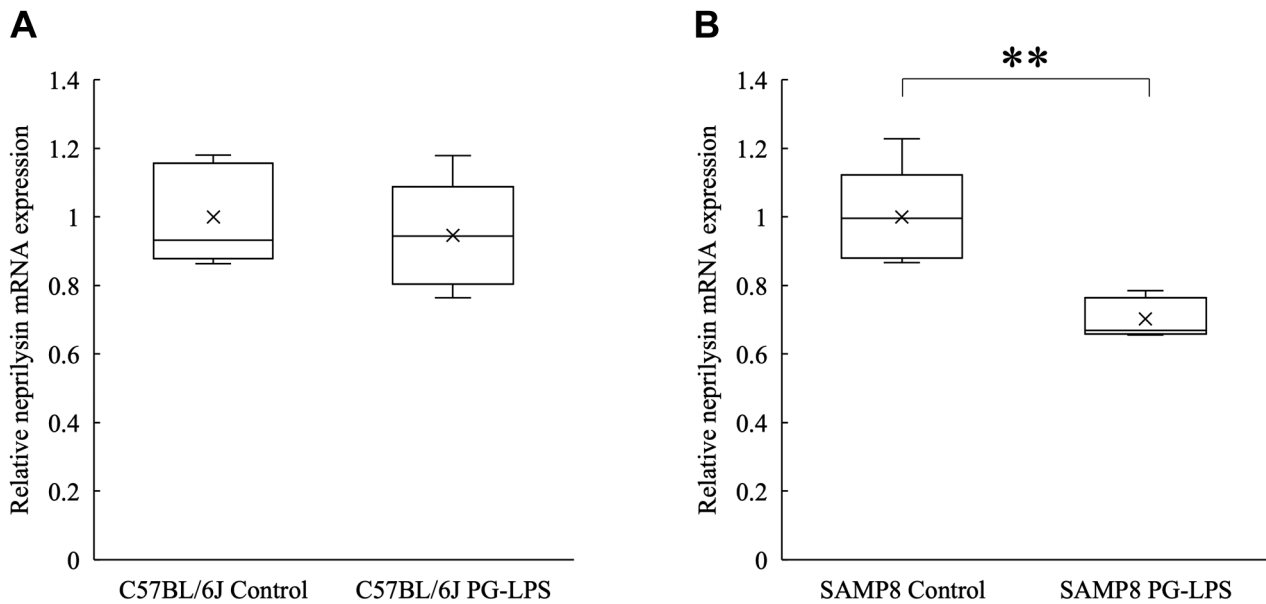 A
Relative neprilysin mRNA expression
1.4
1.2
1
0.8
0.6
0.4
0.2
0
C57BL/6J Control
C57BL/6J PG-LPS
B
**
Relative neprilysin mRNA expression
1.4
1.2
1
0.8
0.6
0.4
0.2
0
SAMP8 Control
SAMP8 PG-LPS